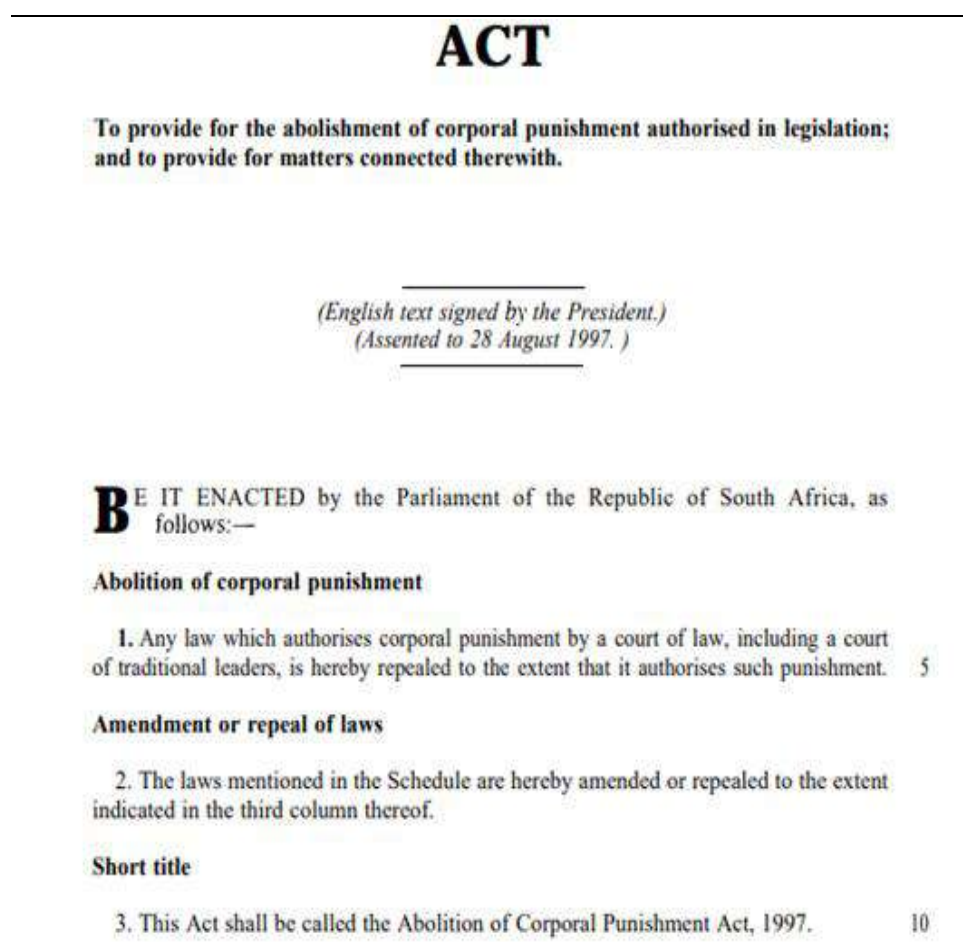 ACT
To provide for the abolishment of corporal punishment authorised in legislation;
and to provide for matters connected therewith.
(English text signed by the President.)
(Assented to 28 August 1997. )
BE IT ENACTED by the Parliament of the Republic of South Africa, as
follows:—
Abolition of corporal punishment
1. Any law which authorises corporal punishment by a court of law, including a court
of traditional leaders, is hereby repealed to the extent that it authorises such punishment. 5
Amendment or repeal of laws
2. The laws mentioned in the Schedule are hereby amended or repealed to the extent
indicated in the third column thereof.
Short title
3. This Act shall be called the Abolition of Corporal Punishment Act, 1997. 10